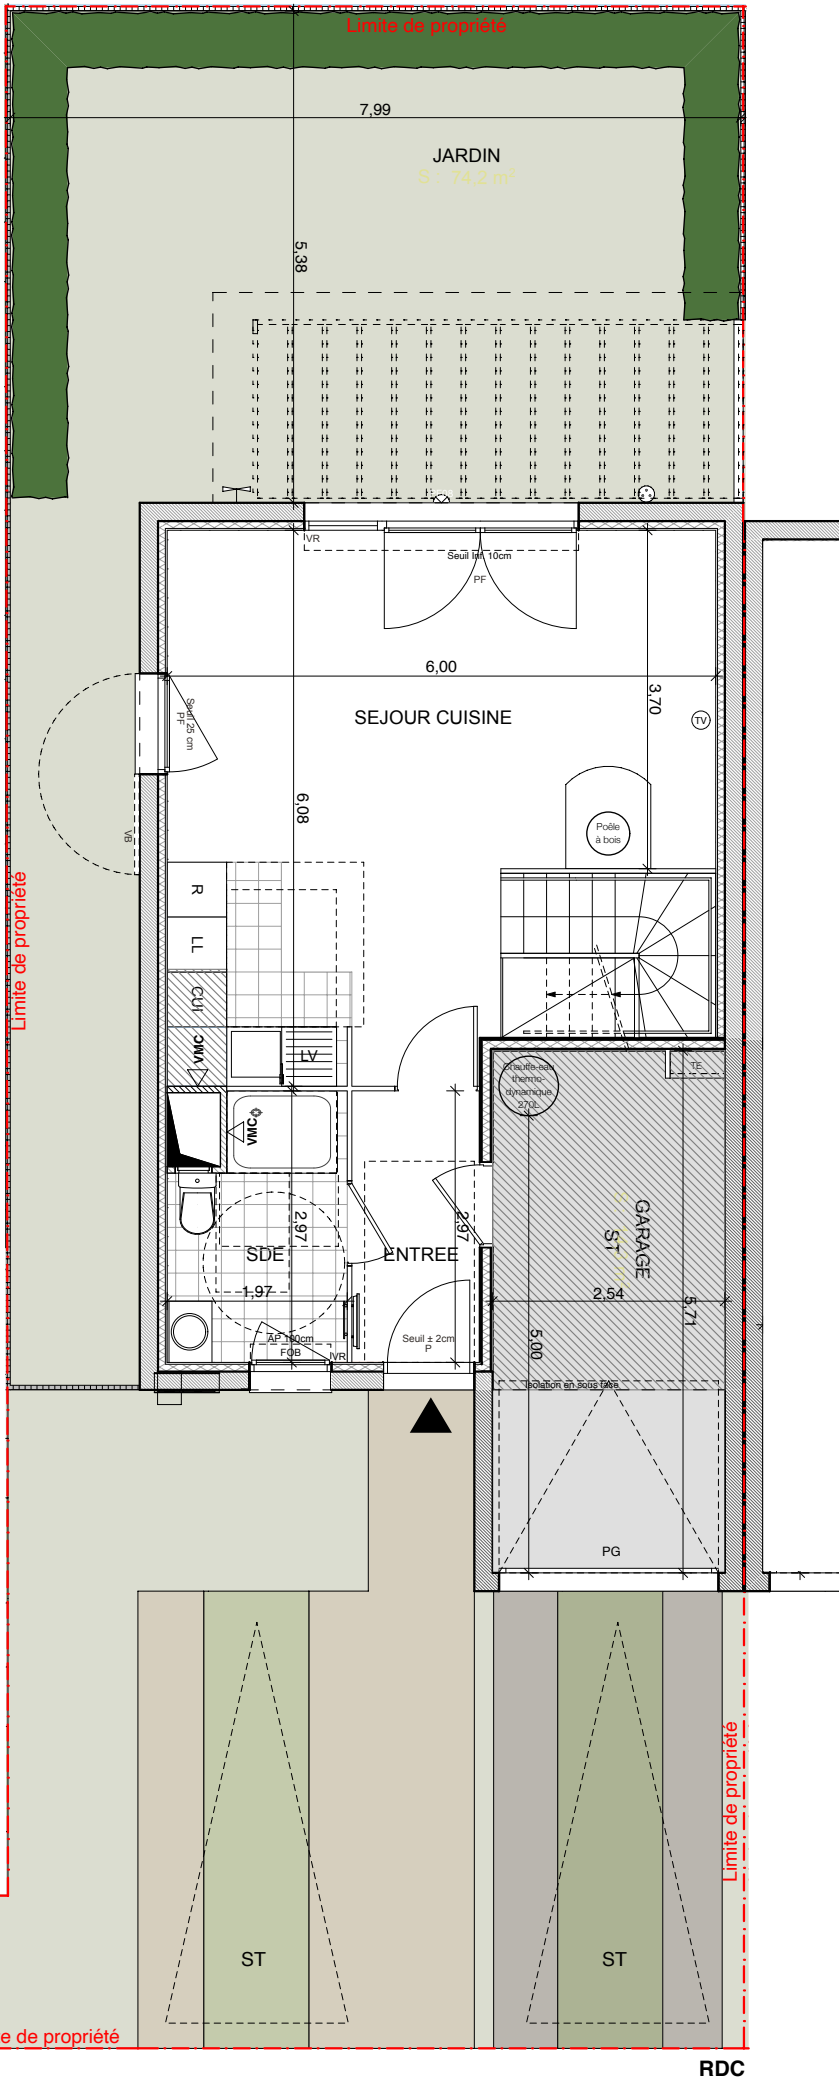 Limite de propriété
7,99
JARDIN
5,38
VR
Seuil Inf. 10cm
PF
6,00
SEJOUR CUISINE
3,70
TV
Seuil 25 cm
PF
6,08
VB
Poêle
à bois
R
LL
CUI
VMC
LV
Limite de propriété
Chauffe-eau
thermo-
dynamique
270L
TE
VMC
2,97
2,97
SDE
ENTREE
GARAGE
ST
1,97
2,54
5,71
5,00
AP 100cm
FOB
VR
Seuil ± 2cm
P
Isolation en sous face
PG
Limite de propriété
ST
ST
e de propriété
RDC